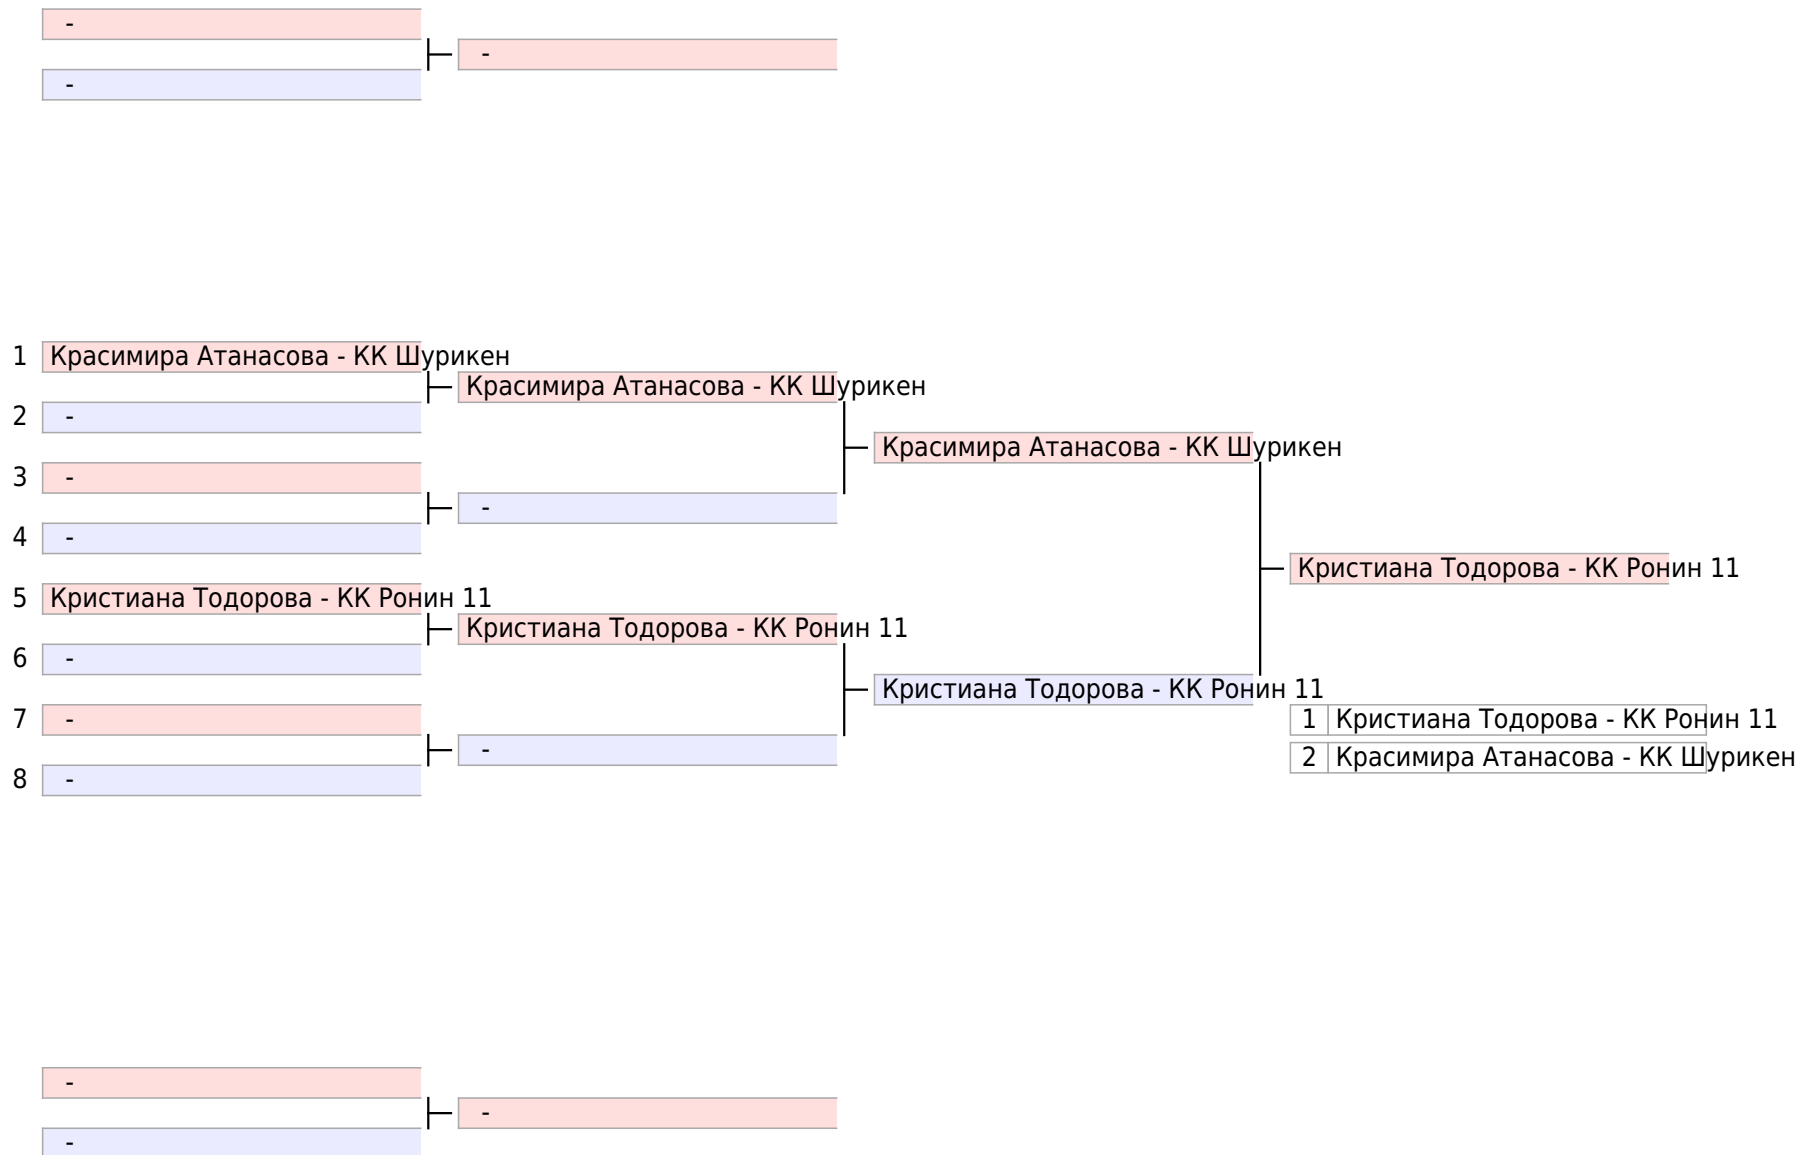 -
-
-
1 Красимира Атанасова - КК Шурикен
Красимира Атанасова - КК Шурикен
2 -
Красимира Атанасова - КК Шурикен
3 -
-
4 -
Кристиана Тодорова - КК Ронин 11
5 Кристиана Тодорова - КК Ронин 11
Кристиана Тодорова - КК Ронин 11
6 -
Кристиана Тодорова - КК Ронин 11
7 -
1 Кристиана Тодорова - КК Ронин 11
-
2 Красимира Атанасова - КК Шурикен
8 -
-
-
-